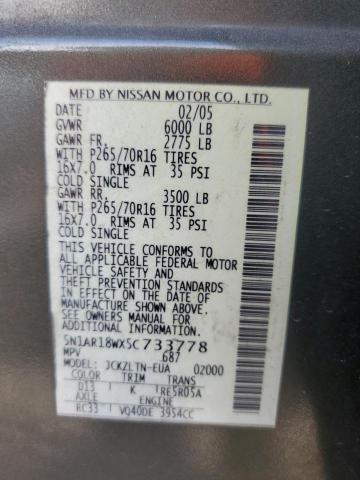 MFD BY NISSAN MOTOR CO., LTD.
DATE 02/05
GVWR 6000 LB
GAWR FR. 2775 LB
WITH P265/70R16 TIRES
16X7.0 RIMS AT 35 PSI
COLD SINGLE
GAWR RR. 3500 LB
WITH P265/70R16 TIRES
16X7.0 RIMS AT 35 PSI
COLD SINGLE
THIS VEHICLE CONFORMS TO
ALL APPLICABLE FEDERAL MOTOR
VEHICLE SAFETY AND
THEFT PREVENTION STANDARDS
IN EFFECT ON THE DATE OF
MANUFACTURE SHOWN ABOVE.
SEE OWNERS MANUAL FOR
ADDITIONAL INFORMATION.
5N1AR18WX5C733778
MPV 687
MODEL: JCKZLTN-EUA 02000
COLOR TRIM TRANS
D13 K RE5R05A
AXLE ENGINE
RC33 VQ40DE 3954CC